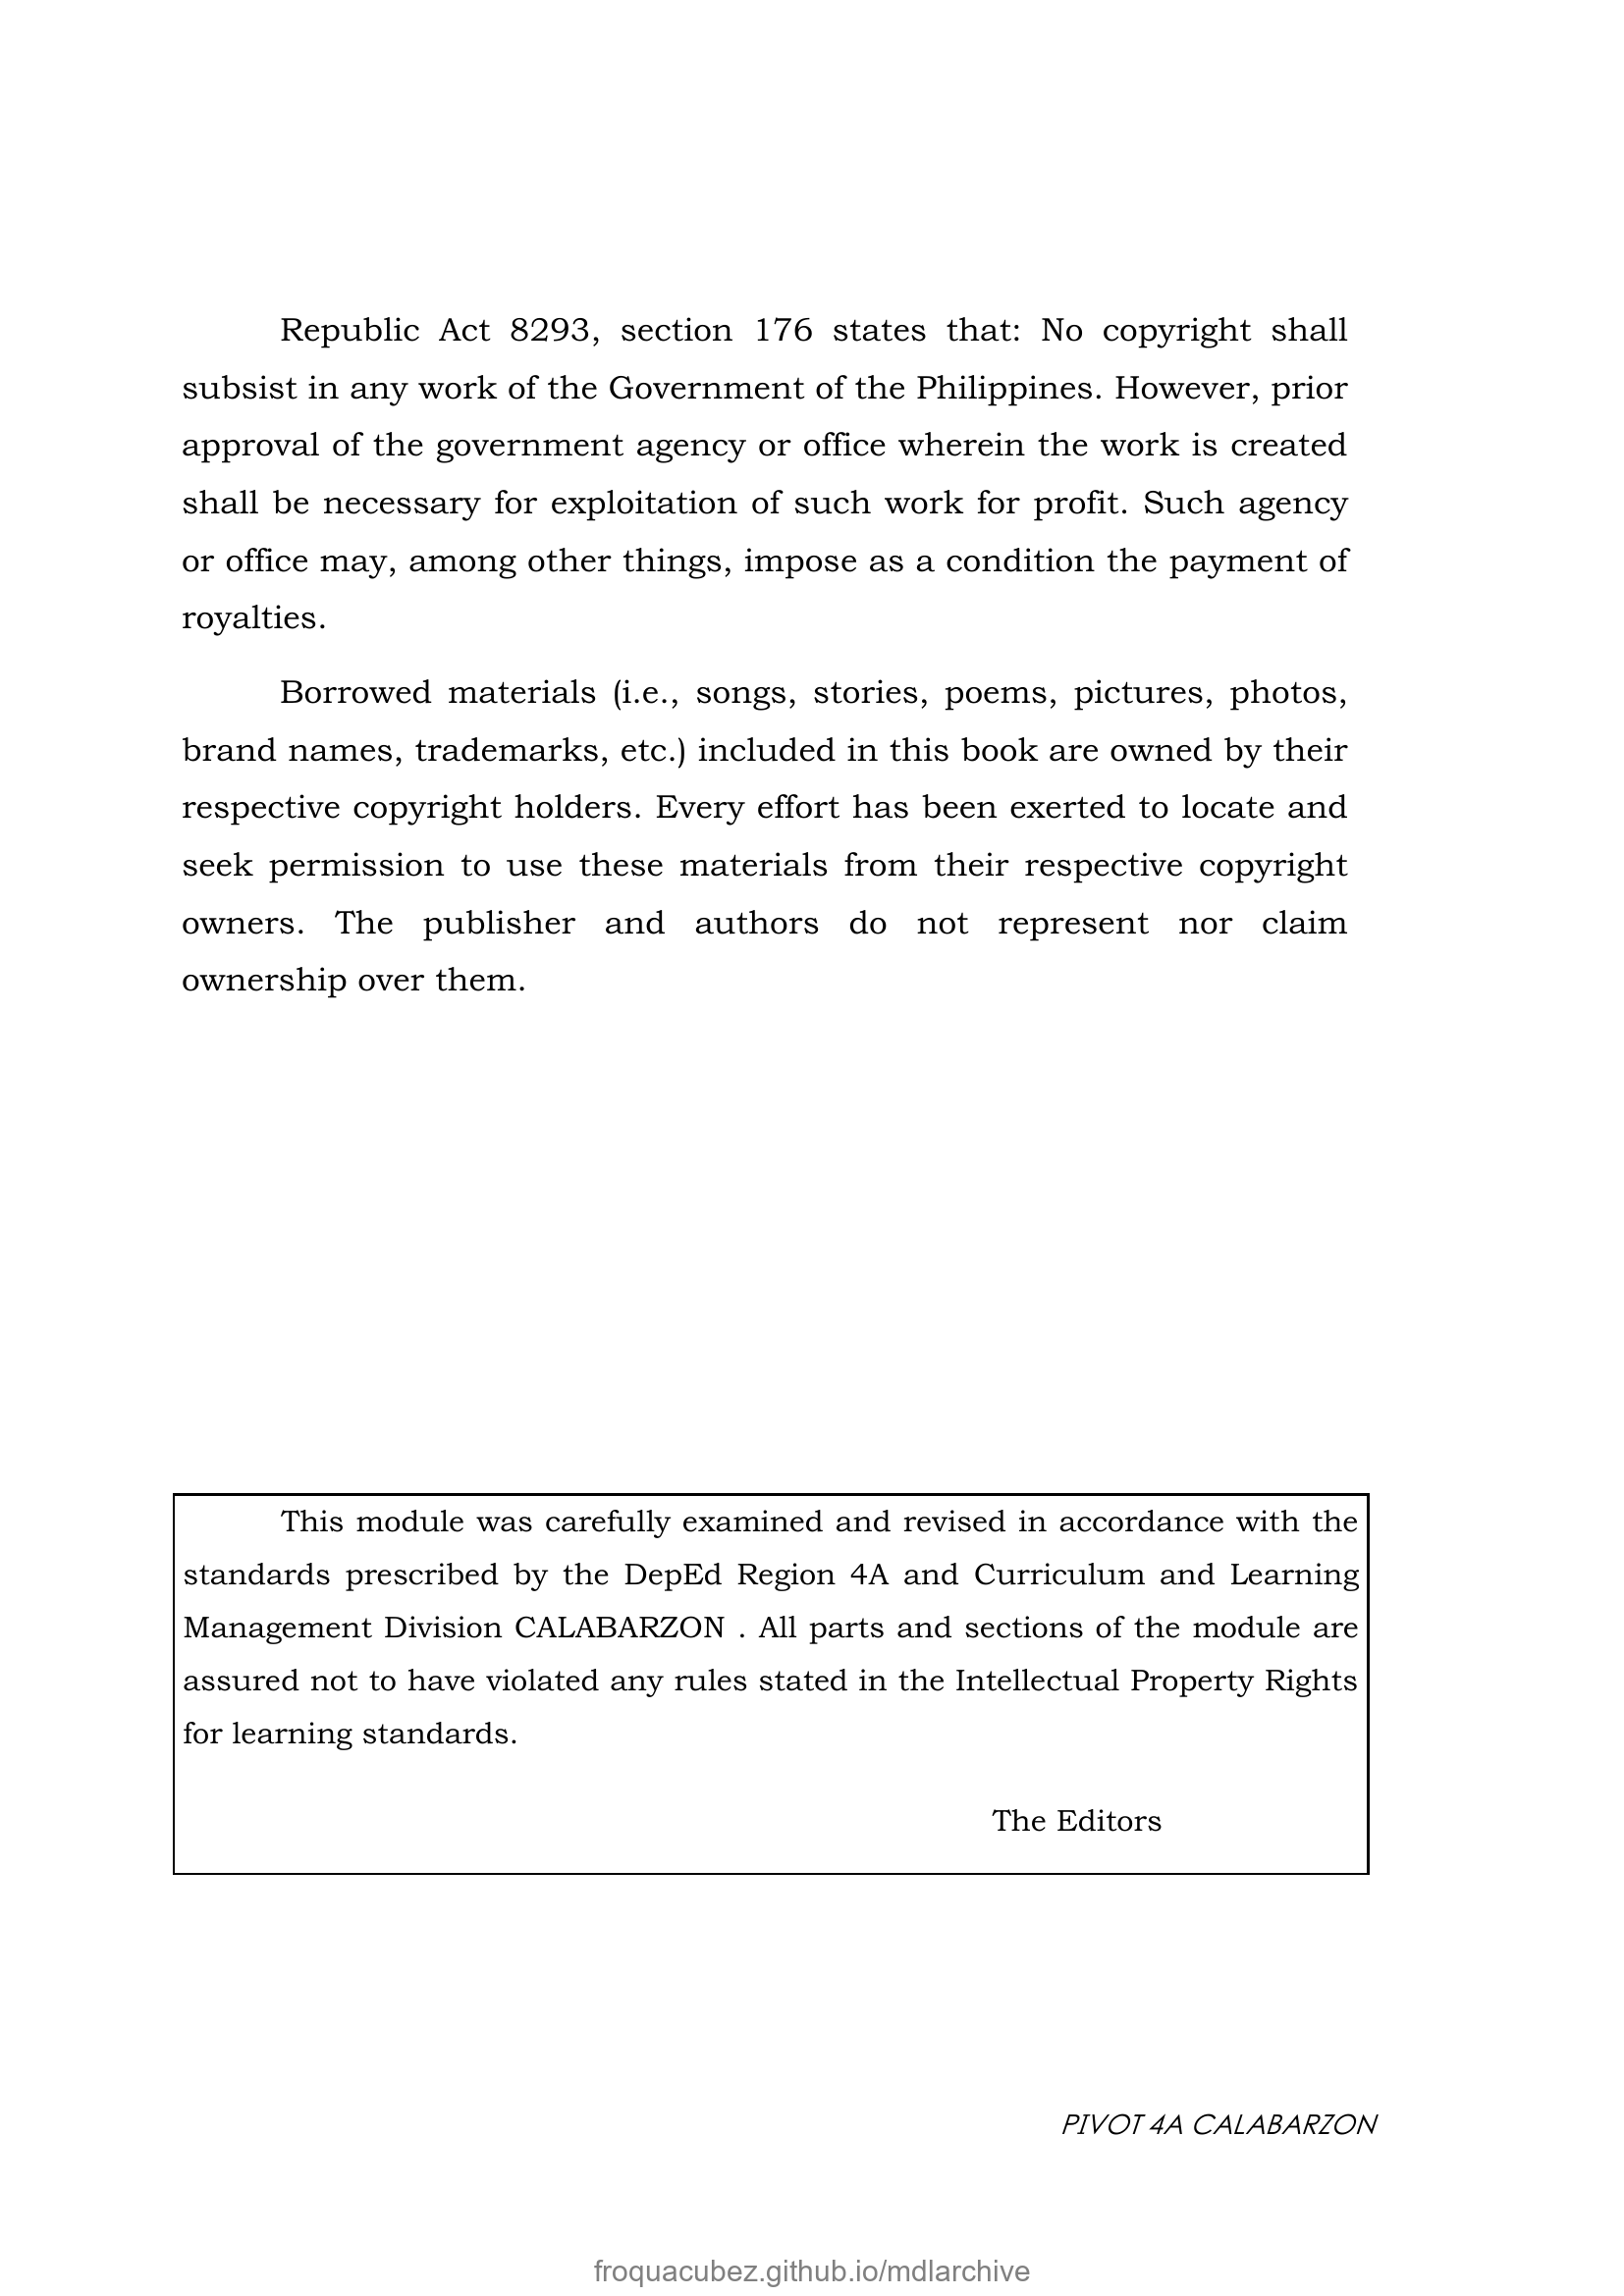 Republic Act 8293, section 176 states that: No copyright shall
subsist in any work of the Government of the Philippines. However, prior
approval of the government agency or office wherein the work is created
shall be necessary for exploitation of such work for profit. Such agency
or office may, among other things, impose as a condition the payment of
royalties.
Borrowed materials (i.e., songs, stories, poems, pictures, photos,
brand names, trademarks, etc.) included in this book are owned by their
respective copyright holders. Every effort has been exerted to locate and
seek permission to use these materials from their respective copyright
owners. The publisher and authors do not represent nor claim
ownership over them.
This module was carefully examined and revised in accordance with the
standards prescribed by the DepEd Region 4A and Curriculum and Learning
Management Division CALABARZON . All parts and sections of the module are
assured not to have violated any rules stated in the Intellectual Property Rights
for learning standards.
The Editors
PIVOT 4A CALABARZON
froquacubez.github.io/mdlarchive